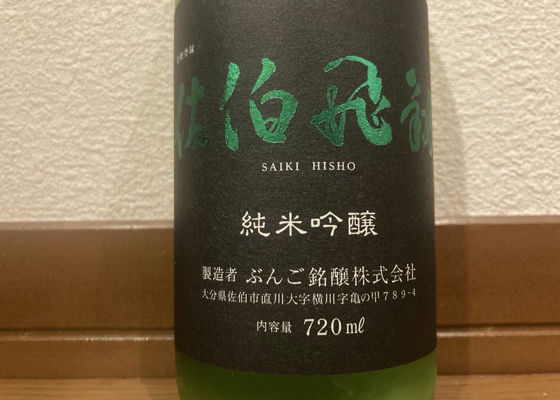 佐伯飛翔
SAIKI HISHO
純米吟醸
製造者 ぶんご銘醸株式会社
大分県佐伯市直川大字横川字亀の甲789-4
内容量 720mℓ